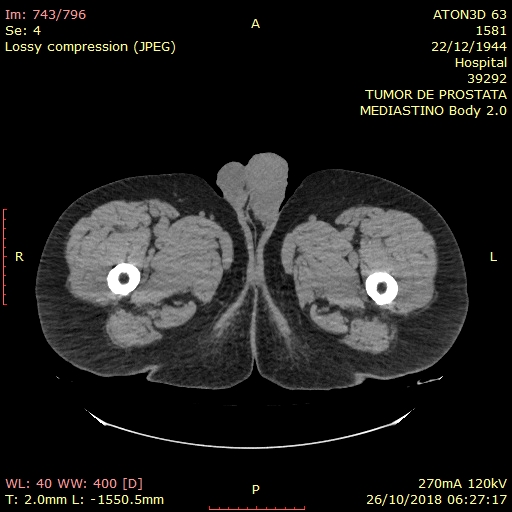 Im: 743/796
Se: 4
Lossy compression (JPEG)
A
ATON3D 63
1581
22/12/1944
Hospital
39292
TUMOR DE PROSTATA
MEDIASTINO Body 2.0
R
L
WL: 40 WW: 400 [D]
T: 2.0mm L: -1550.5mm
P
270mA 120kV
26/10/2018 06:27:17